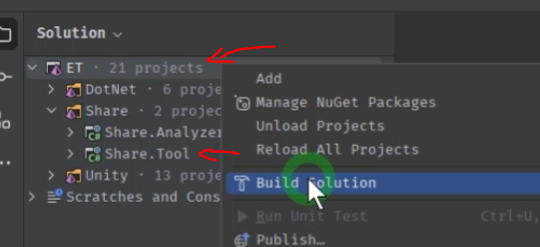 Solution
ET · 21 projects
DotNet · 6 proje
Share · 2 projec
Share.Analyzer
Share.Tool
Unity · 13 proje
Scratches and Cons
Add
Manage NuGet Packages
Unload Projects
Reload All Projects
Build Solution
Run Unit Test Ctrl+U,
Publish…